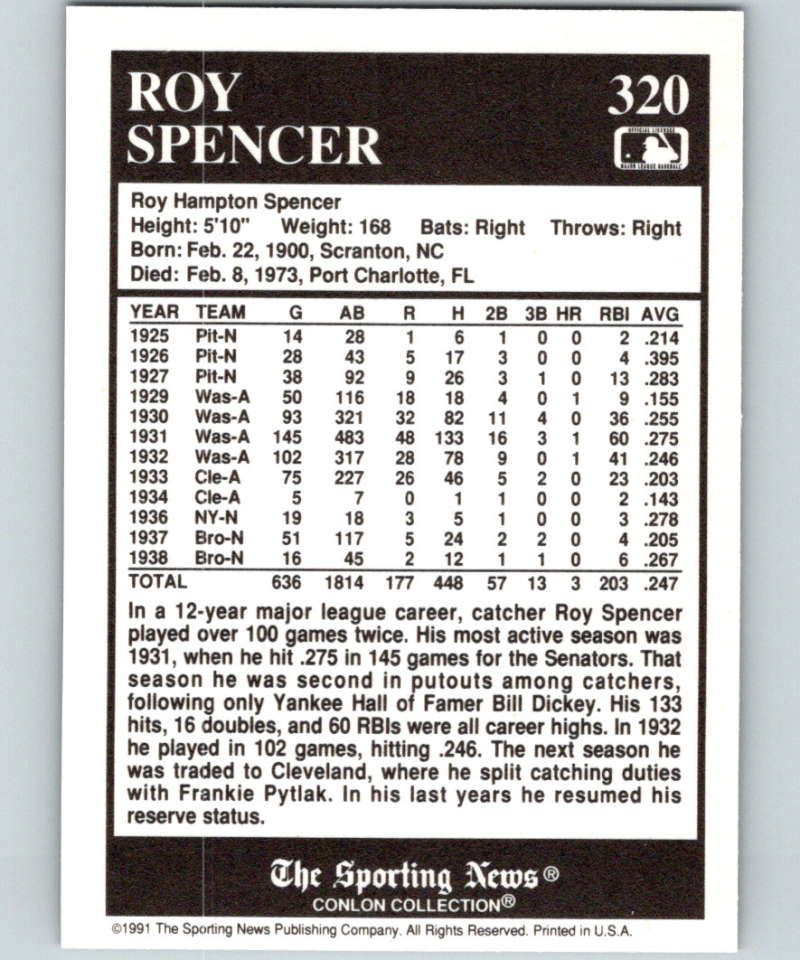 ROY
SPENCER
320
OFFICIAL LICENSEE
MAJOR LEAGUE BASEBALL
Roy Hampton Spencer
Height: 5'10" Weight: 168 Bats: Right Throws: Right
Born: Feb. 22, 1900, Scranton, NC
Died: Feb. 8, 1973, Port Charlotte, FL
YEAR TEAM G AB R H 2B 3B HR RBI AVG
1925 Pit-N 14 28 1 6 1 0 0 2 .214
1926 Pit-N 28 43 5 17 3 0 0 4 .395
1927 Pit-N 38 92 9 26 3 1 0 13 .283
1929 Was-A 50 116 18 18 4 0 1 9 .155
1930 Was-A 93 321 32 82 11 4 0 36 .255
1931 Was-A 145 483 48 133 16 3 1 60 .275
1932 Was-A 102 317 28 78 9 0 1 41 .246
1933 Cle-A 75 227 26 46 5 2 0 23 .203
1934 Cle-A 5 7 0 1 1 0 0 2 .143
1936 NY-N 19 18 3 5 1 0 0 3 .278
1937 Bro-N 51 117 5 24 2 2 0 4 .205
1938 Bro-N 16 45 2 12 1 1 0 6 .267
TOTAL 636 1814 177 448 57 13 3 203 .247
In a 12-year major league career, catcher Roy Spencer
played over 100 games twice. His most active season was
1931, when he hit .275 in 145 games for the Senators. That
season he was second in putouts among catchers,
following only Yankee Hall of Famer Bill Dickey. His 133
hits, 16 doubles, and 60 RBIs were all career highs. In 1932
he played in 102 games, hitting .246. The next season he
was traded to Cleveland, where he split catching duties
with Frankie Pytlak. In his last years he resumed his
reserve status.
The Sporting News®
CONLON COLLECTION®
©1991 The Sporting News Publishing Company. All Rights Reserved. Printed in U.S.A.